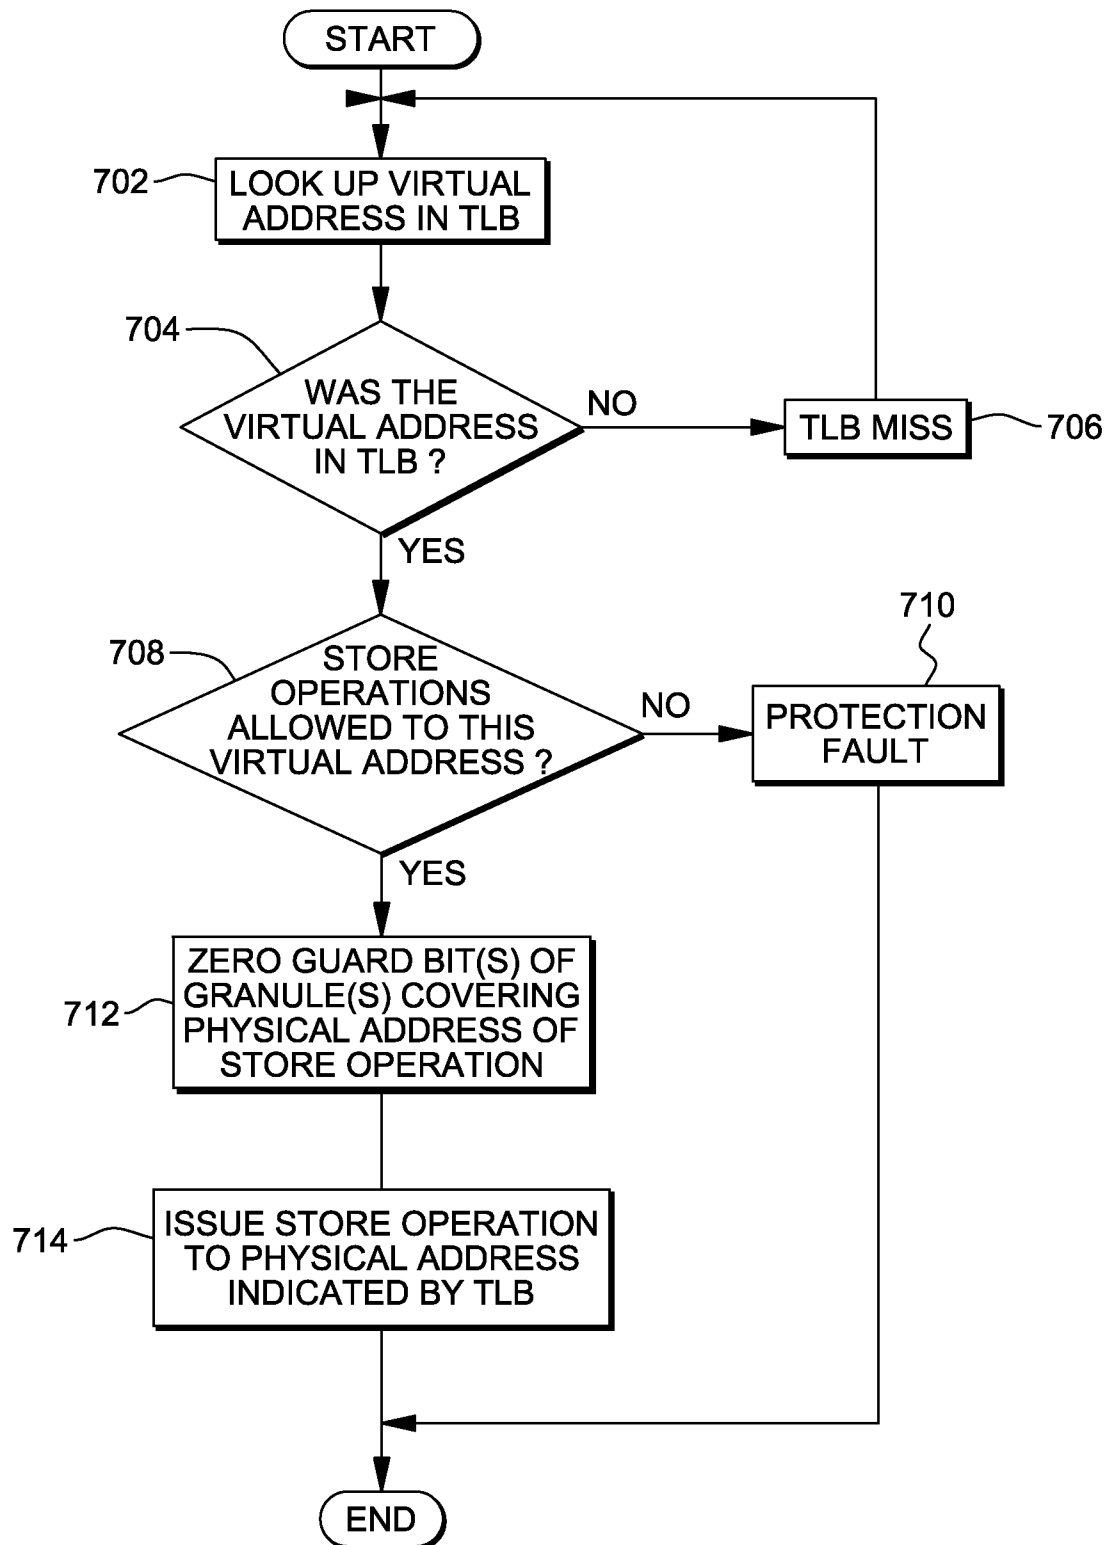 START
702
LOOK UP VIRTUAL
ADDRESS IN TLB
704
WAS THE
VIRTUAL ADDRESS
IN TLB ?
NO
TLB MISS
706
YES
708
STORE
OPERATIONS
ALLOWED TO THIS
VIRTUAL ADDRESS ?
NO
710
PROTECTION
FAULT
YES
712
ZERO GUARD BIT(S) OF
GRANULE(S) COVERING
PHYSICAL ADDRESS OF
STORE OPERATION
714
ISSUE STORE OPERATION
TO PHYSICAL ADDRESS
INDICATED BY TLB
END